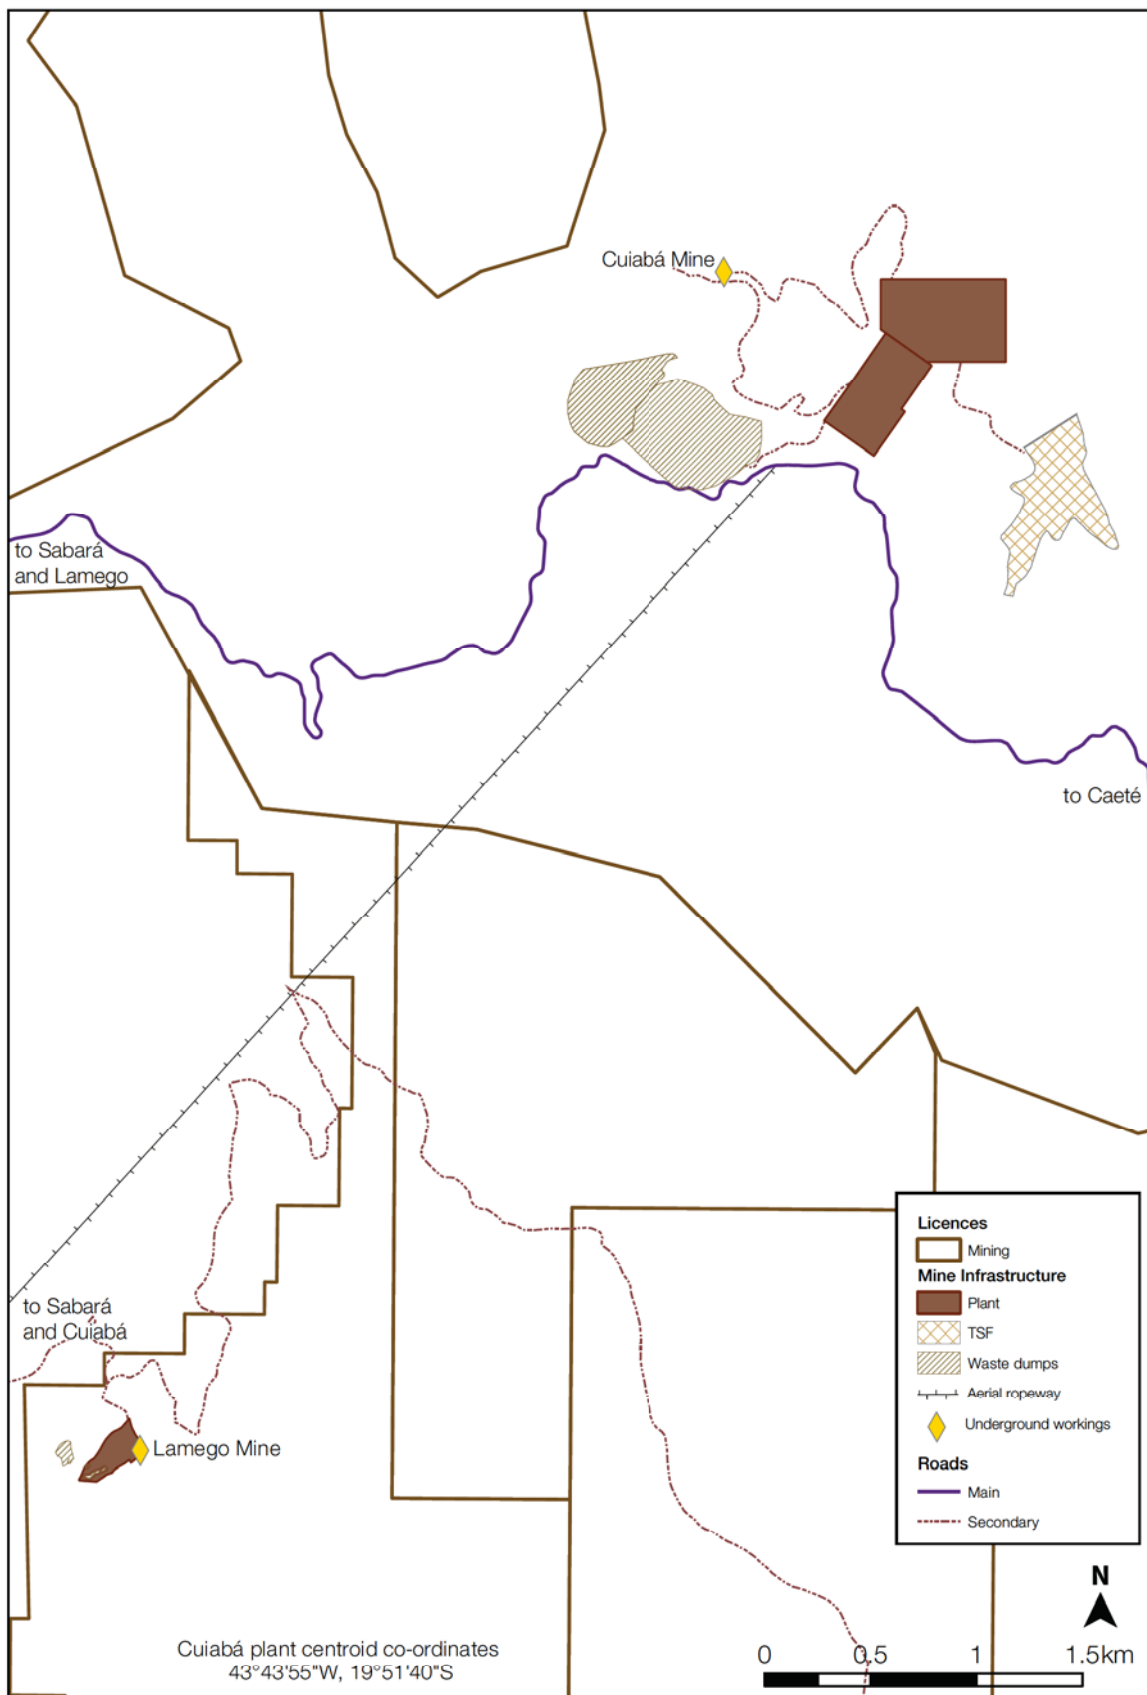 Cuiabá Mine
to Sabará
and Lamego
to Caeté
to Sabará
and Cuiabá
Lamego Mine
Licences
Mining
Mine Infrastructure
Plant
TSF
Waste dumps
Aerial ropeway
Underground workings
Roads
Main
Secondary
N
Cuiabá plant centroid co-ordinates
43°43'55"W, 19°51'40"S
0 0.5 1 1.5km